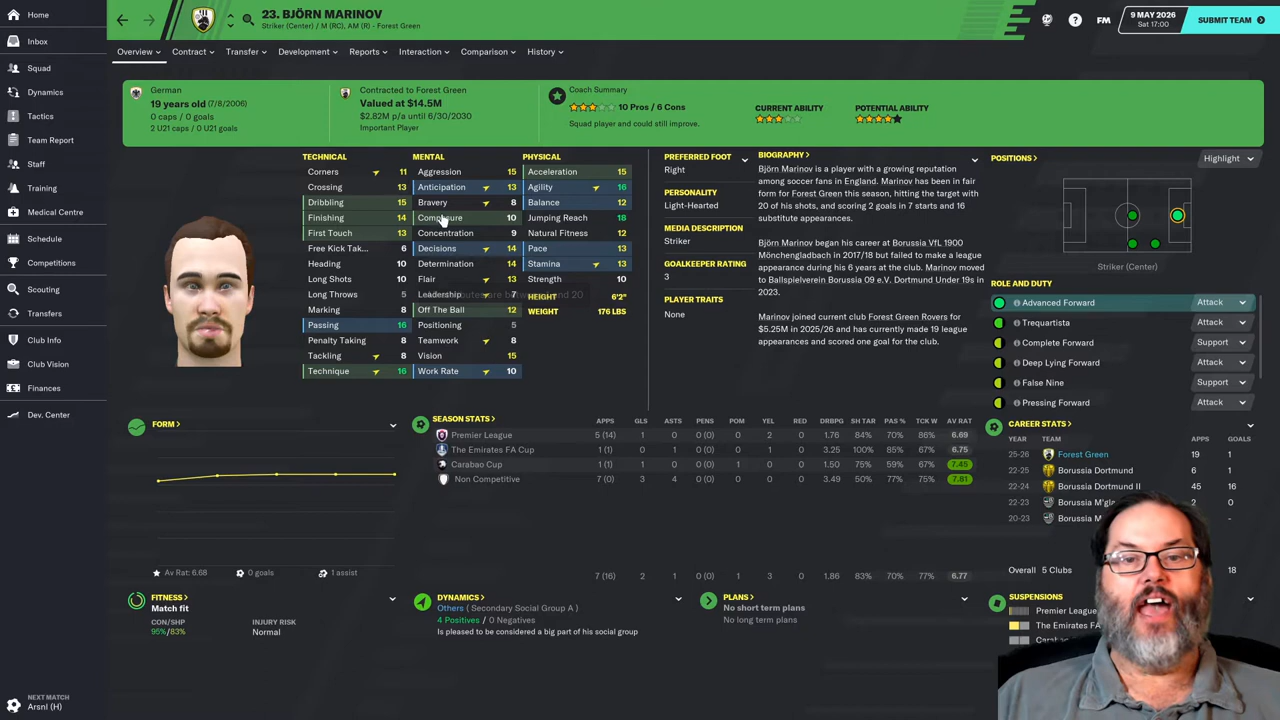 Home
Inbox
Squad
Dynamics
Tactics
Team Report
Staff
Training
Medical Centre
Schedule
Competitions
Scouting
Transfers
Club Info
Club Vision
Finances
Dev. Center
NEXT MATCH
Arsnl (H)
23. BJÖRN MARINOV
Striker (Center) / M (RC), AM (R) - Forest Green
FM
9 MAY 2026
Sat 17:00
SUBMIT TEAM
Overview
Contract
Transfer
Development
Reports
Interaction
Comparison
History
German
19 years old (7/8/2006)
0 caps / 0 goals
2 U21 caps / 0 U21 goals
Contracted to Forest Green
Valued at $14.5M
$2.82M p/a until 6/30/2030
Important Player
Coach Summary
10 Pros / 6 Cons
Squad player and could still improve.
CURRENT ABILITY
POTENTIAL ABILITY
TECHNICAL
Corners 11
Crossing 13
Dribbling 15
Finishing 14
First Touch 13
Free Kick Tak... 6
Heading 10
Long Shots 10
Long Throws 5
Marking 8
Passing 16
Penalty Taking 8
Tackling 8
Technique 16
MENTAL
Aggression 15
Anticipation 13
Bravery 8
Composure 10
Concentration 9
Decisions 14
Determination 14
Flair 13
Leadership 7
Off The Ball 12
Positioning 5
Teamwork 8
Vision 15
Work Rate 10
PHYSICAL
Acceleration 15
Agility 16
Balance 12
Jumping Reach 18
Natural Fitness 12
Pace 13
Stamina 13
Strength 10
HEIGHT 6'2"
WEIGHT 176 LBS
PREFERRED FOOT
Right
PERSONALITY
Light-Hearted
MEDIA DESCRIPTION
Striker
GOALKEEPER RATING
3
PLAYER TRAITS
None
BIOGRAPHY
Björn Marinov is a player with a growing reputation
among soccer fans in England. Marinov has been in fair
form for Forest Green this season, hitting the target with
20 of his shots, and scoring 2 goals in 7 starts and 16
substitute appearances.
Björn Marinov began his career at Borussia VfL 1900
Mönchengladbach in 2017/18 but failed to make a league
appearance during his 6 years at the club. Marinov moved
to Ballspielverein Borussia 09 e.V. Dortmund Under 19s in
2023.
Marinov joined current club Forest Green Rovers for
$5.25M in 2025/26 and has currently made 19 league
appearances and scored one goal for the club.
POSITIONS
Highlight
Striker (Center)
ROLE AND DUTY
Advanced Forward Attack
Trequartista Attack
Complete Forward Support
Deep Lying Forward Attack
False Nine Support
Pressing Forward Attack
FORM
Av Rat: 6.68
0 goals
1 assist
SEASON STATS APPS GLS ASTS PENS POM YEL RED DRBPG SH TAR PAS % TCK W AV RAT
Premier League 5 (14) 1 0 0 (0) 0 2 0 1.76 84% 70% 86% 6.69
The Emirates FA Cup 1 (1) 0 1 0 (0) 0 1 0 3.25 100% 85% 67% 6.75
Carabao Cup 1 (1) 1 0 0 (0) 1 0 0 1.50 75% 59% 67% 7.45
Non Competitive 7 (0) 3 4 0 (0) 0 0 0 3.49 50% 77% 75% 7.81
7 (16) 2 1 0 (0) 1 3 0 1.86 83% 70% 77% 6.77
CAREER STATS
YEAR TEAM APPS GOALS
25-26 Forest Green 19 1
22-25 Borussia Dortmund 6 1
22-24 Borussia Dortmund II 45 16
22-23 Borussia M'gla 2 0
20-23 Borussia M -
Overall 5 Clubs 18
FITNESS
Match fit
CON/SHP
95%/83%
INJURY RISK
Normal
DYNAMICS
Others ( Secondary Social Group A )
4 Positives / 0 Negatives
Is pleased to be considered a big part of his social group
PLANS
No short term plans
No long term plans
SUSPENSIONS
Premier League
The Emirates FA
Caraba